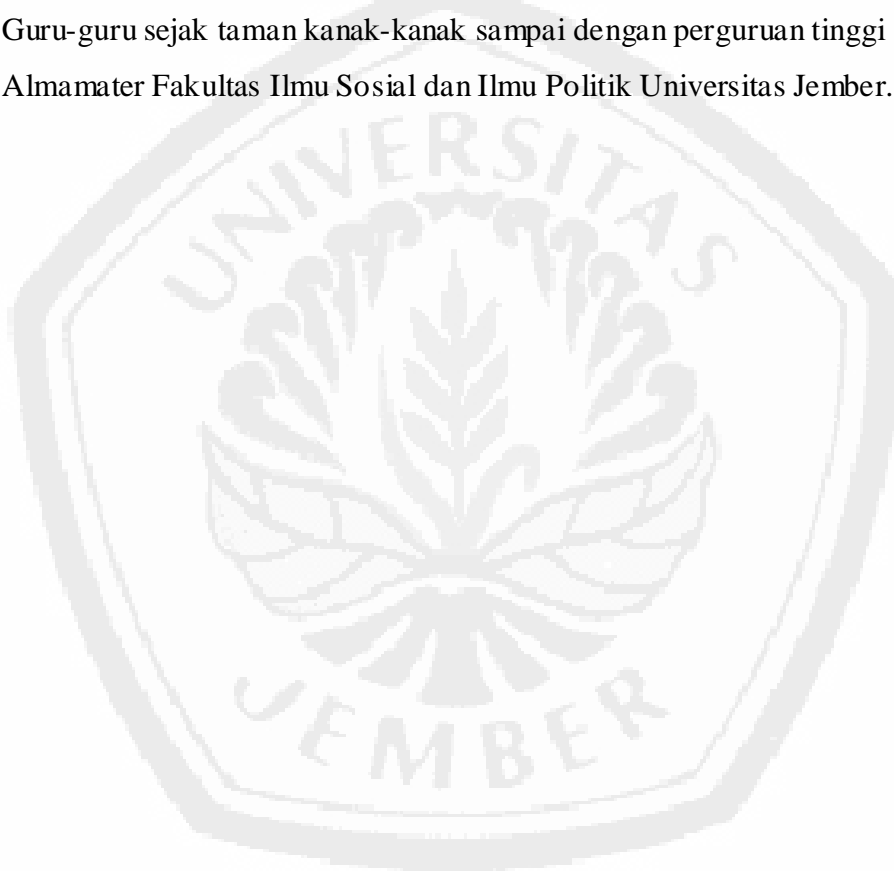 Guru-guru sejak taman kanak-kanak sampai dengan perguruan tinggi
Almamater Fakultas Ilmu Sosial dan Ilmu Politik Universitas Jember.
UNIVERSITAS
JEMBER